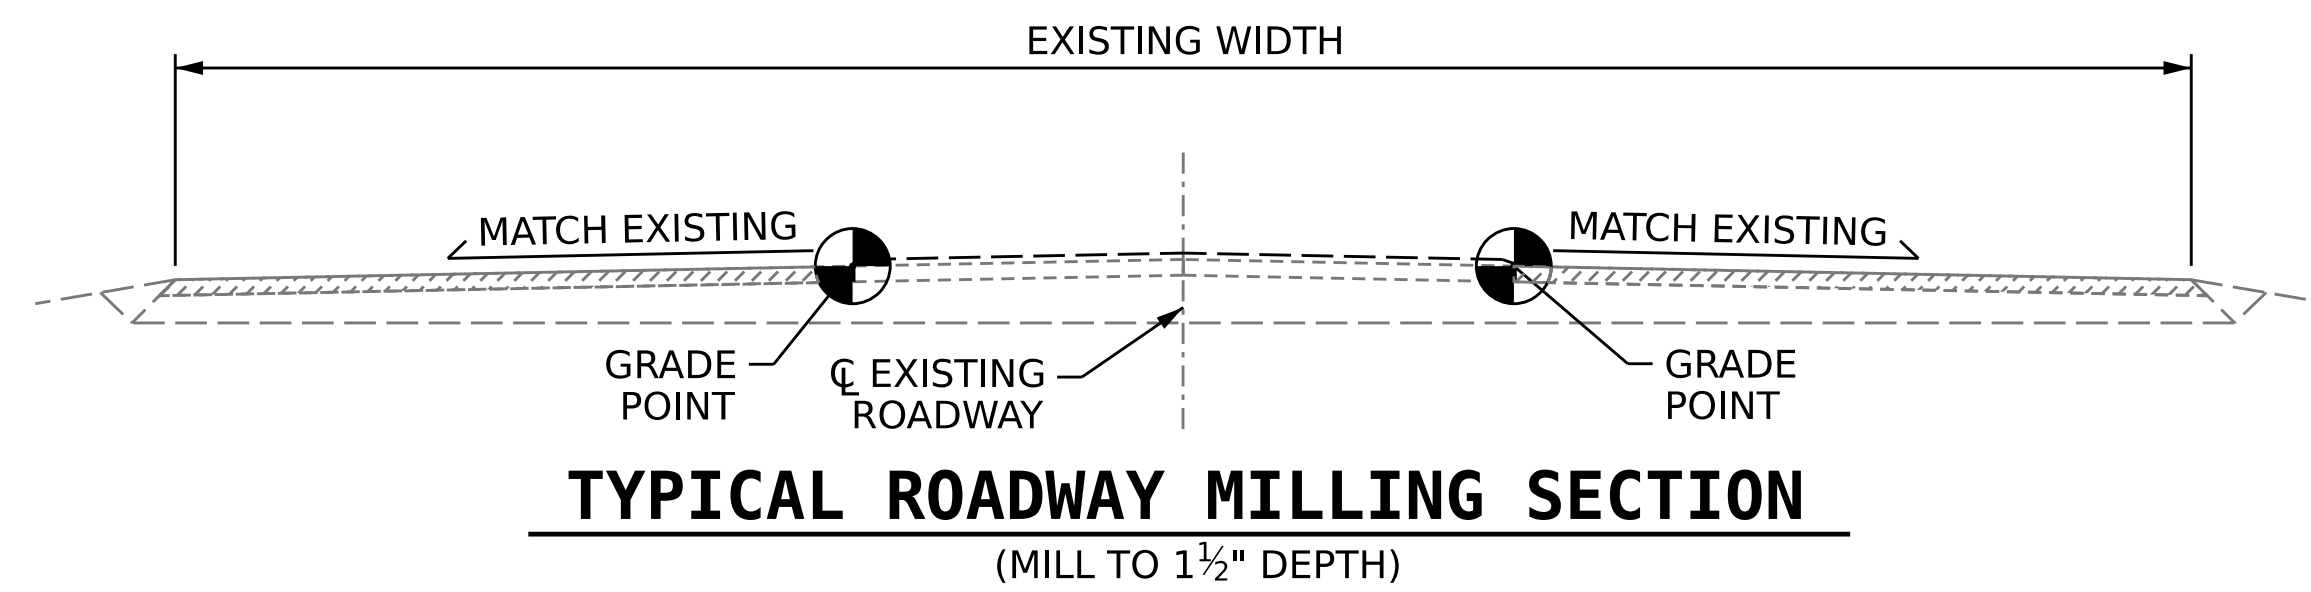 EXISTING WIDTH
MATCH EXISTING
MATCH EXISTING
GRADE
POINT
℄ EXISTING
ROADWAY
GRADE
POINT
TYPICAL ROADWAY MILLING SECTION
(MILL TO 1½" DEPTH)